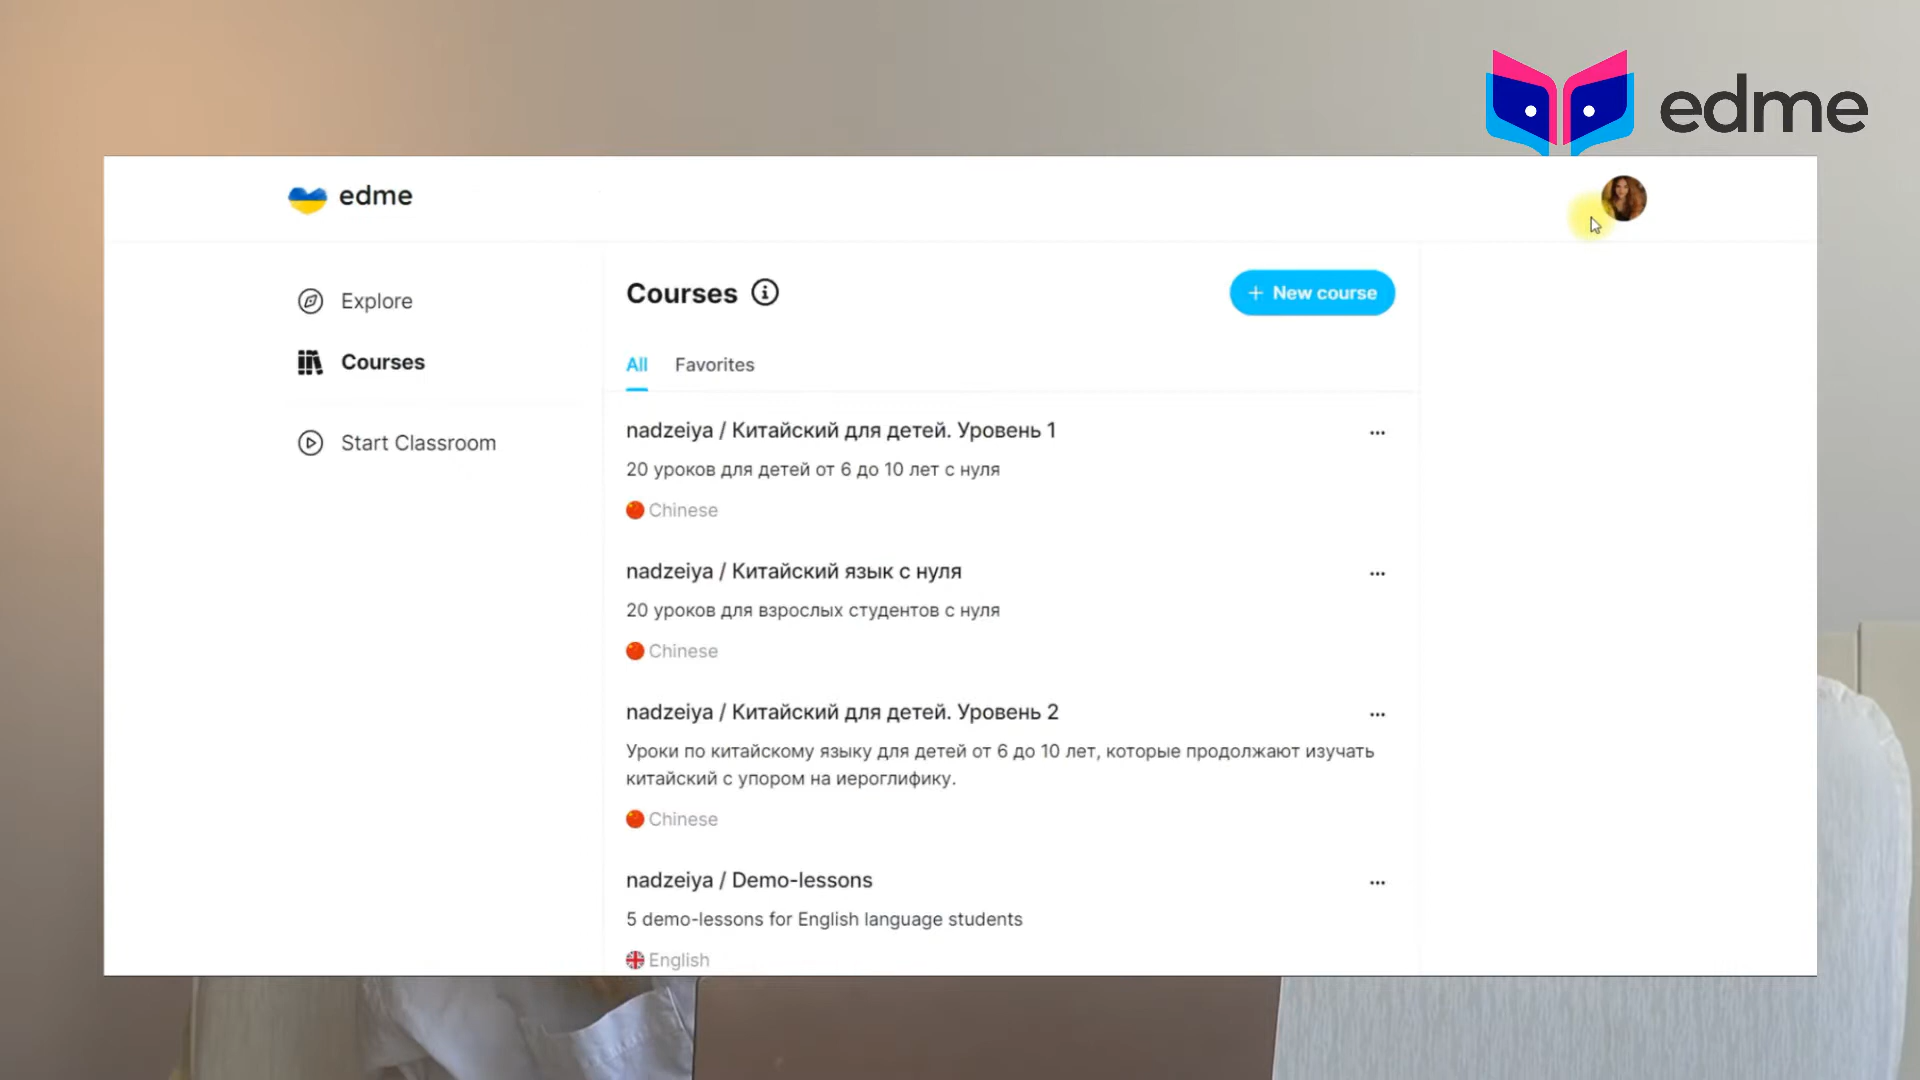 edme
edme
Explore
Courses
Start Classroom
Courses
+ New course
All
Favorites
nadzeiya / Китайский для детей. Уровень 1
20 уроков для детей от 6 до 10 лет с нуля
Chinese
nadzeiya / Китайский язык с нуля
20 уроков для взрослых студентов с нуля
Chinese
nadzeiya / Китайский для детей. Уровень 2
Уроки по китайскому языку для детей от 6 до 10 лет, которые продолжают изучать
китайский с упором на иероглифику.
Chinese
nadzeiya / Demo-lessons
5 demo-lessons for English language students
English